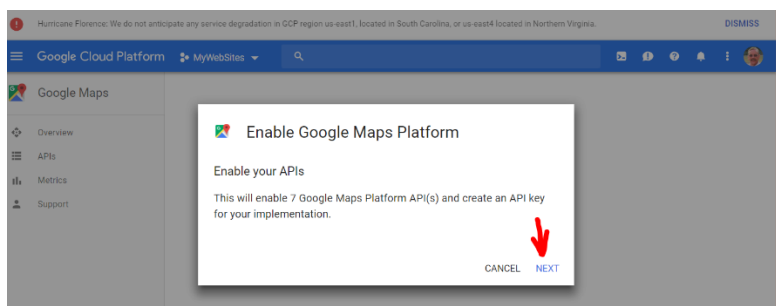 Hurricane Florence: We do not anticipate any service degradation in GCP region us-east1, located in South Carolina, or us-east4 located in Northern Virginia.
DISMISS
Google Cloud Platform
MyWebSites
Google Maps
Overview
APIs
Metrics
Support
Enable Google Maps Platform
Enable your APIs
This will enable 7 Google Maps Platform API(s) and create an API key
for your implementation.
CANCEL NEXT